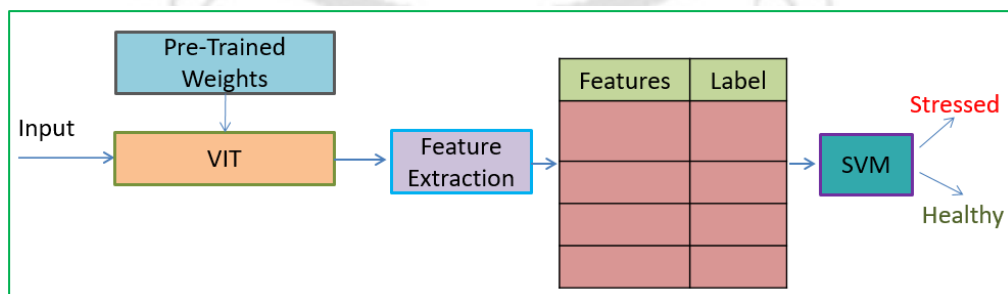 Pre-Trained
Weights
Input
VIT
Feature
Extraction
Features
Label
SVM
Stressed
Healthy